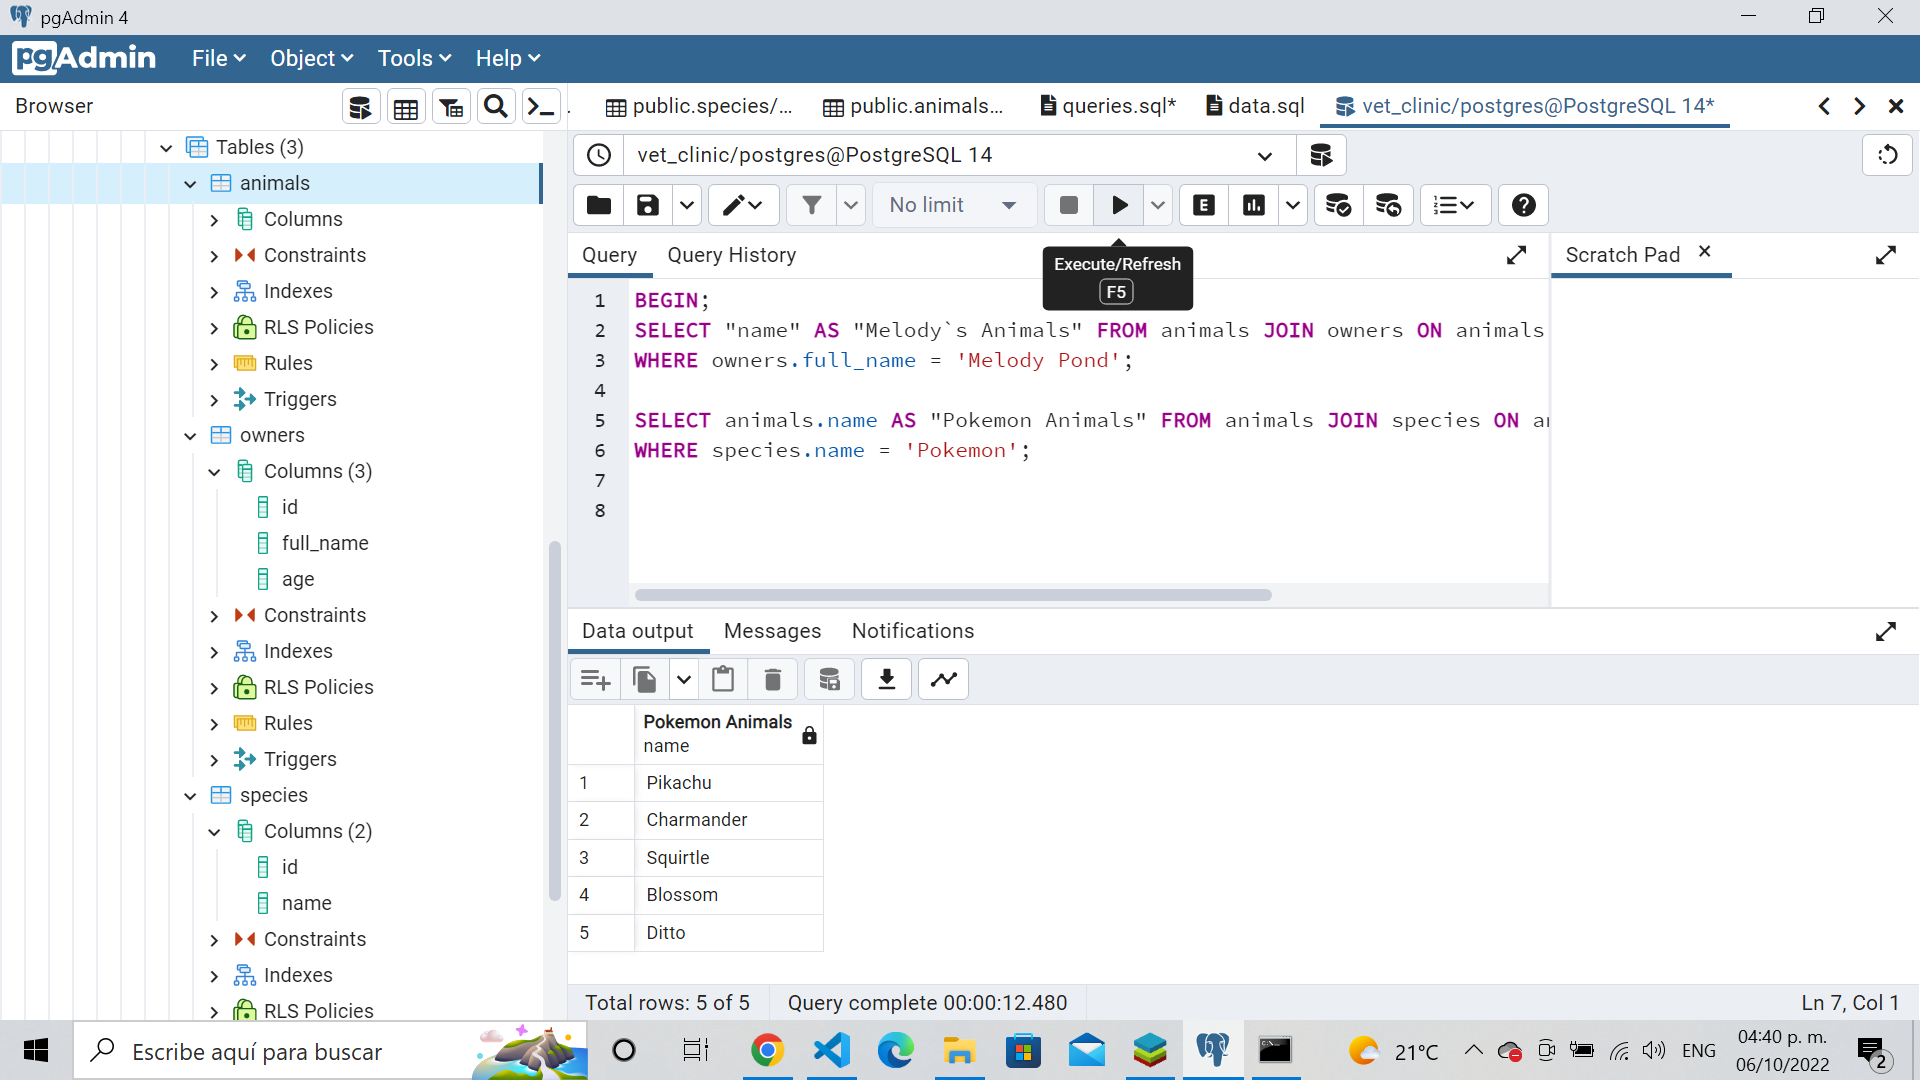 pgAdmin 4
pgAdmin File Object Tools Help
Browser
public.species/... public.animals... queries.sql* data.sql vet_clinic/postgres@PostgreSQL 14*
Tables (3)
animals
Columns
Constraints
Indexes
RLS Policies
Rules
Triggers
owners
Columns (3)
id
full_name
age
Constraints
Indexes
RLS Policies
Rules
Triggers
species
Columns (2)
id
name
Constraints
Indexes
RLS Policies
vet_clinic/postgres@PostgreSQL 14
No limit
E
Query Query History
Execute/Refresh
F5
Scratch Pad
1 BEGIN;
2 SELECT "name" AS "Melody`s Animals" FROM animals JOIN owners ON animals
3 WHERE owners.full_name = 'Melody Pond';
4
5 SELECT animals.name AS "Pokemon Animals" FROM animals JOIN species ON an
6 WHERE species.name = 'Pokemon';
7
8
Data output Messages Notifications
Pokemon Animals
name
1 Pikachu
2 Charmander
3 Squirtle
4 Blossom
5 Ditto
Total rows: 5 of 5 Query complete 00:00:12.480 Ln 7, Col 1
Escribe aquí para buscar
21°C
ENG
04:40 p. m.
06/10/2022
2